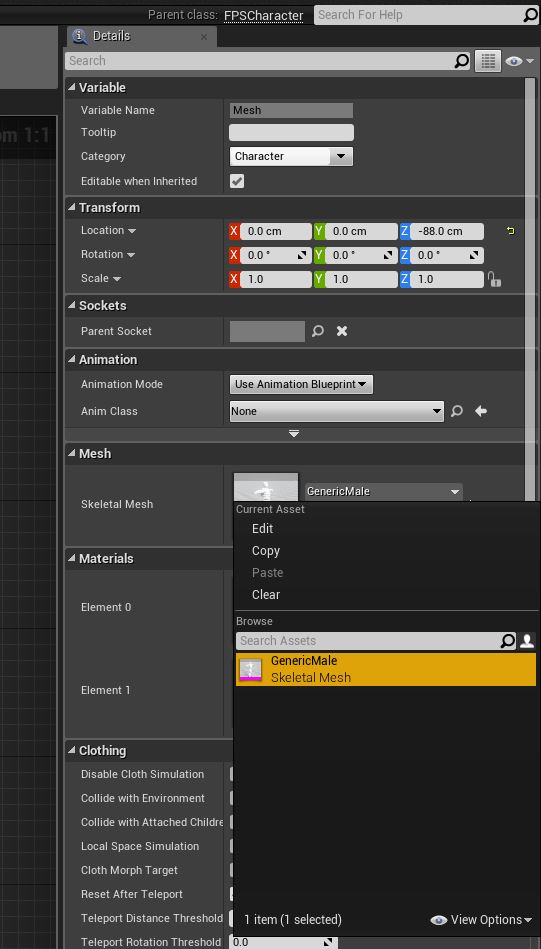 Parent class: FPSCharacter Search For Help
Details
Search
Variable
Variable Name Mesh
Tooltip
Category Character
Editable when Inherited
om 1:1
Transform
Location X 0.0 cm Y 0.0 cm Z -88.0 cm
Rotation X 0.0 ° Y 0.0 ° Z 0.0 °
Scale X 1.0 Y 1.0 Z 1.0
Sockets
Parent Socket
Animation
Animation Mode Use Animation Blueprint
Anim Class None
Mesh
Skeletal Mesh GenericMale
Current Asset
Edit
Copy
Paste
Clear
Browse
Search Assets
GenericMale
Skeletal Mesh
1 item (1 selected) View Options
Materials
Element 0
Element 1
Clothing
Disable Cloth Simulation
Collide with Environment
Collide with Attached Childre
Local Space Simulation
Cloth Morph Target
Reset After Teleport
Teleport Distance Threshold
Teleport Rotation Threshold 0.0